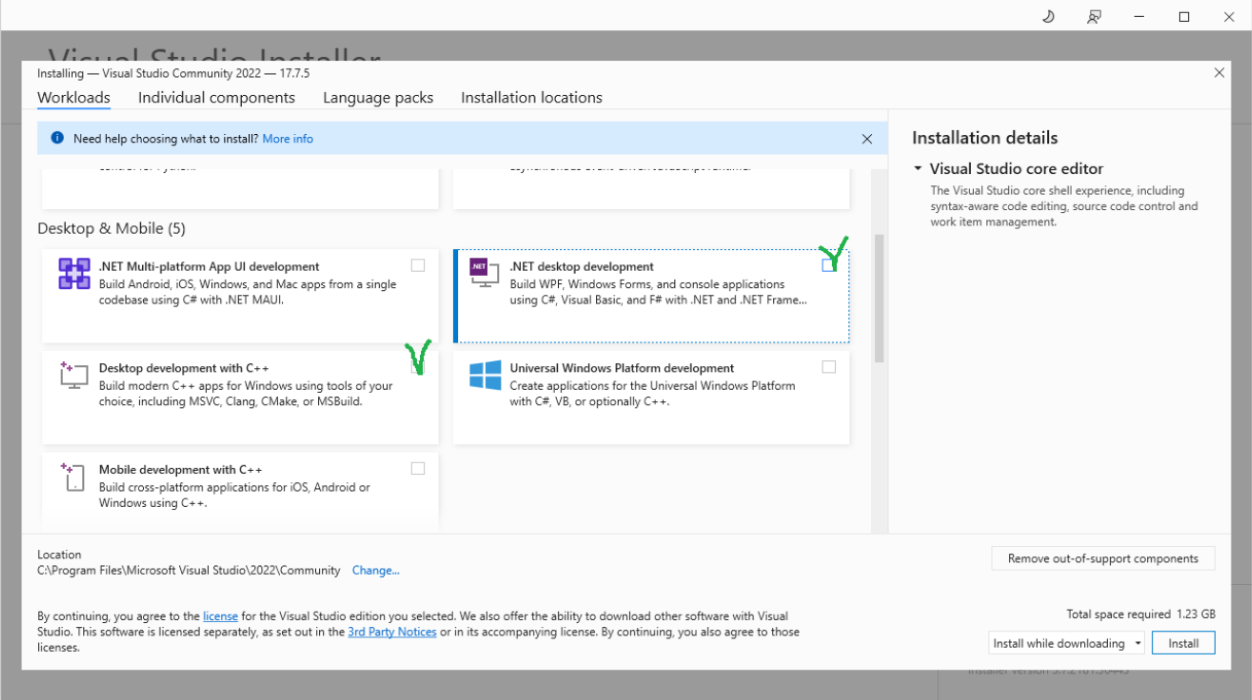 Visual Studio Installer
Installing — Visual Studio Community 2022 — 17.7.5
Workloads Individual components Language packs Installation locations
Need help choosing what to install? More info
Installation details
Visual Studio core editor
The Visual Studio core shell experience, including
syntax-aware code editing, source code control and
work item management.
Desktop & Mobile (5)
.NET Multi-platform App UI development
Build Android, iOS, Windows, and Mac apps from a single
codebase using C# with .NET MAUI.
.NET
.NET desktop development
Build WPF, Windows Forms, and console applications
using C#, Visual Basic, and F# with .NET and .NET Frame...
Desktop development with C++
Build modern C++ apps for Windows using tools of your
choice, including MSVC, Clang, CMake, or MSBuild.
Universal Windows Platform development
Create applications for the Universal Windows Platform
with C#, VB, or optionally C++.
Mobile development with C++
Build cross-platform applications for iOS, Android or
Windows using C++.
Location
C:\Program Files\Microsoft Visual Studio\2022\Community Change...
Remove out-of-support components
By continuing, you agree to the license for the Visual Studio edition you selected. We also offer the ability to download other software with Visual
Studio. This software is licensed separately, as set out in the 3rd Party Notices or in its accompanying license. By continuing, you also agree to those
licenses.
Total space required 1.23 GB
Install while downloading Install